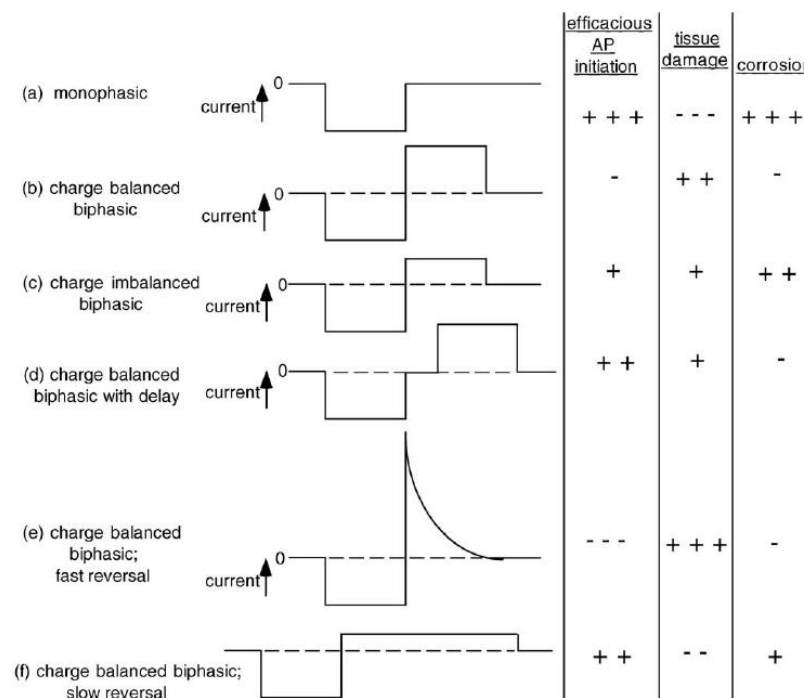 efficacious
AP
initiation
tissue
damage
corrosion
(a) monophasic
0
current
+ + +
- - -
+ + +
(b) charge balanced
biphasic
0
current
-
+ +
-
(c) charge imbalanced
biphasic
0
current
+
+
+ +
(d) charge balanced
biphasic with delay
0
current
+ +
+
-
(e) charge balanced
biphasic;
fast reversal
0
current
- - -
+ + +
-
(f) charge balanced biphasic;
slow reversal
+ +
- -
+